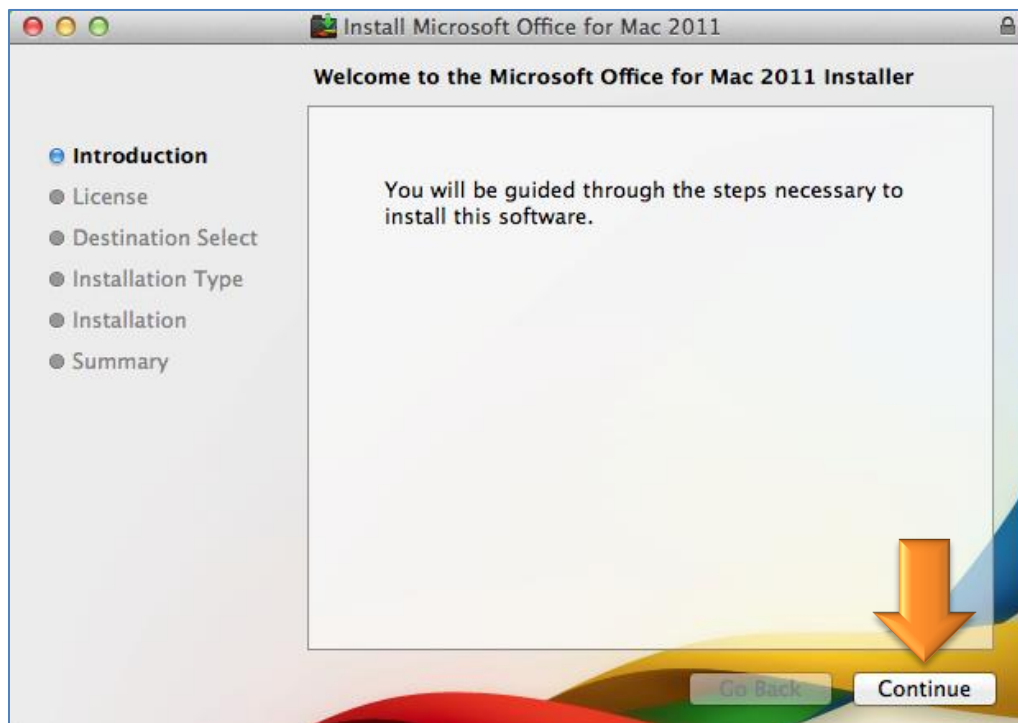 Install Microsoft Office for Mac 2011
Welcome to the Microsoft Office for Mac 2011 Installer
Introduction
License
Destination Select
Installation Type
Installation
Summary
You will be guided through the steps necessary to
install this software.
Go Back
Continue